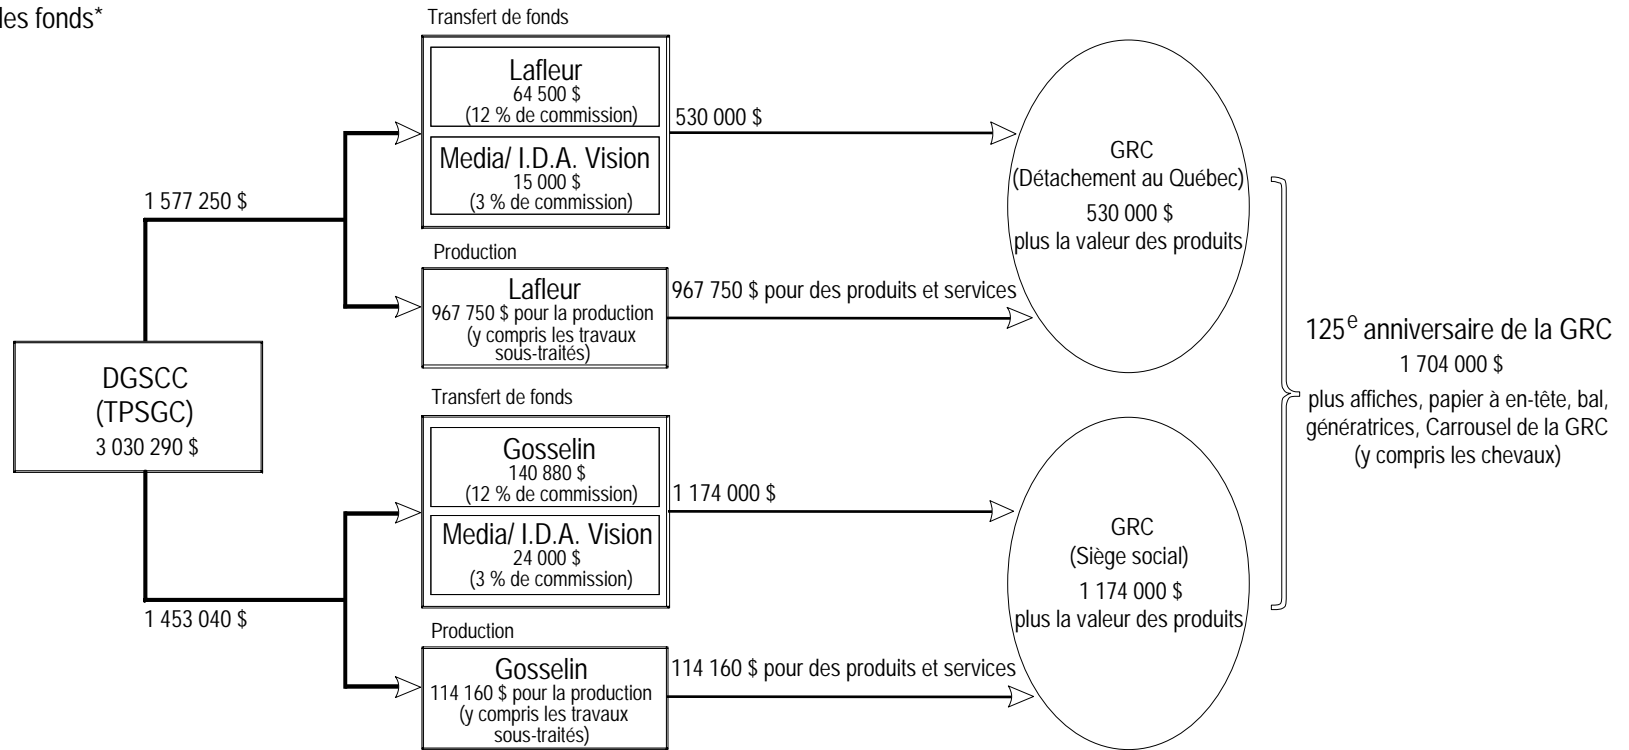 les fonds*
Transfert de fonds
Lafleur
64 500 $
(12 % de commission)
Media/ I.D.A. Vision
15 000 $
(3 % de commission)
530 000 $
GRC
(Détachement au Québec)
530 000 $
plus la valeur des produits
1 577 250 $
Production
Lafleur
967 750 $ pour la production
(y compris les travaux
sous-traités)
967 750 $ pour des produits et services
DGSCC
(TPSGC)
3 030 290 $
125e anniversaire de la GRC
1 704 000 $
plus affiches, papier à en-tête, bal,
génératrices, Carrousel de la GRC
(y compris les chevaux)
Transfert de fonds
Gosselin
140 880 $
(12 % de commission)
Media/ I.D.A. Vision
24 000 $
(3 % de commission)
1 174 000 $
GRC
(Siège social)
1 174 000 $
plus la valeur des produits
1 453 040 $
Production
Gosselin
114 160 $ pour la production
(y compris les travaux
sous-traités)
114 160 $ pour des produits et services